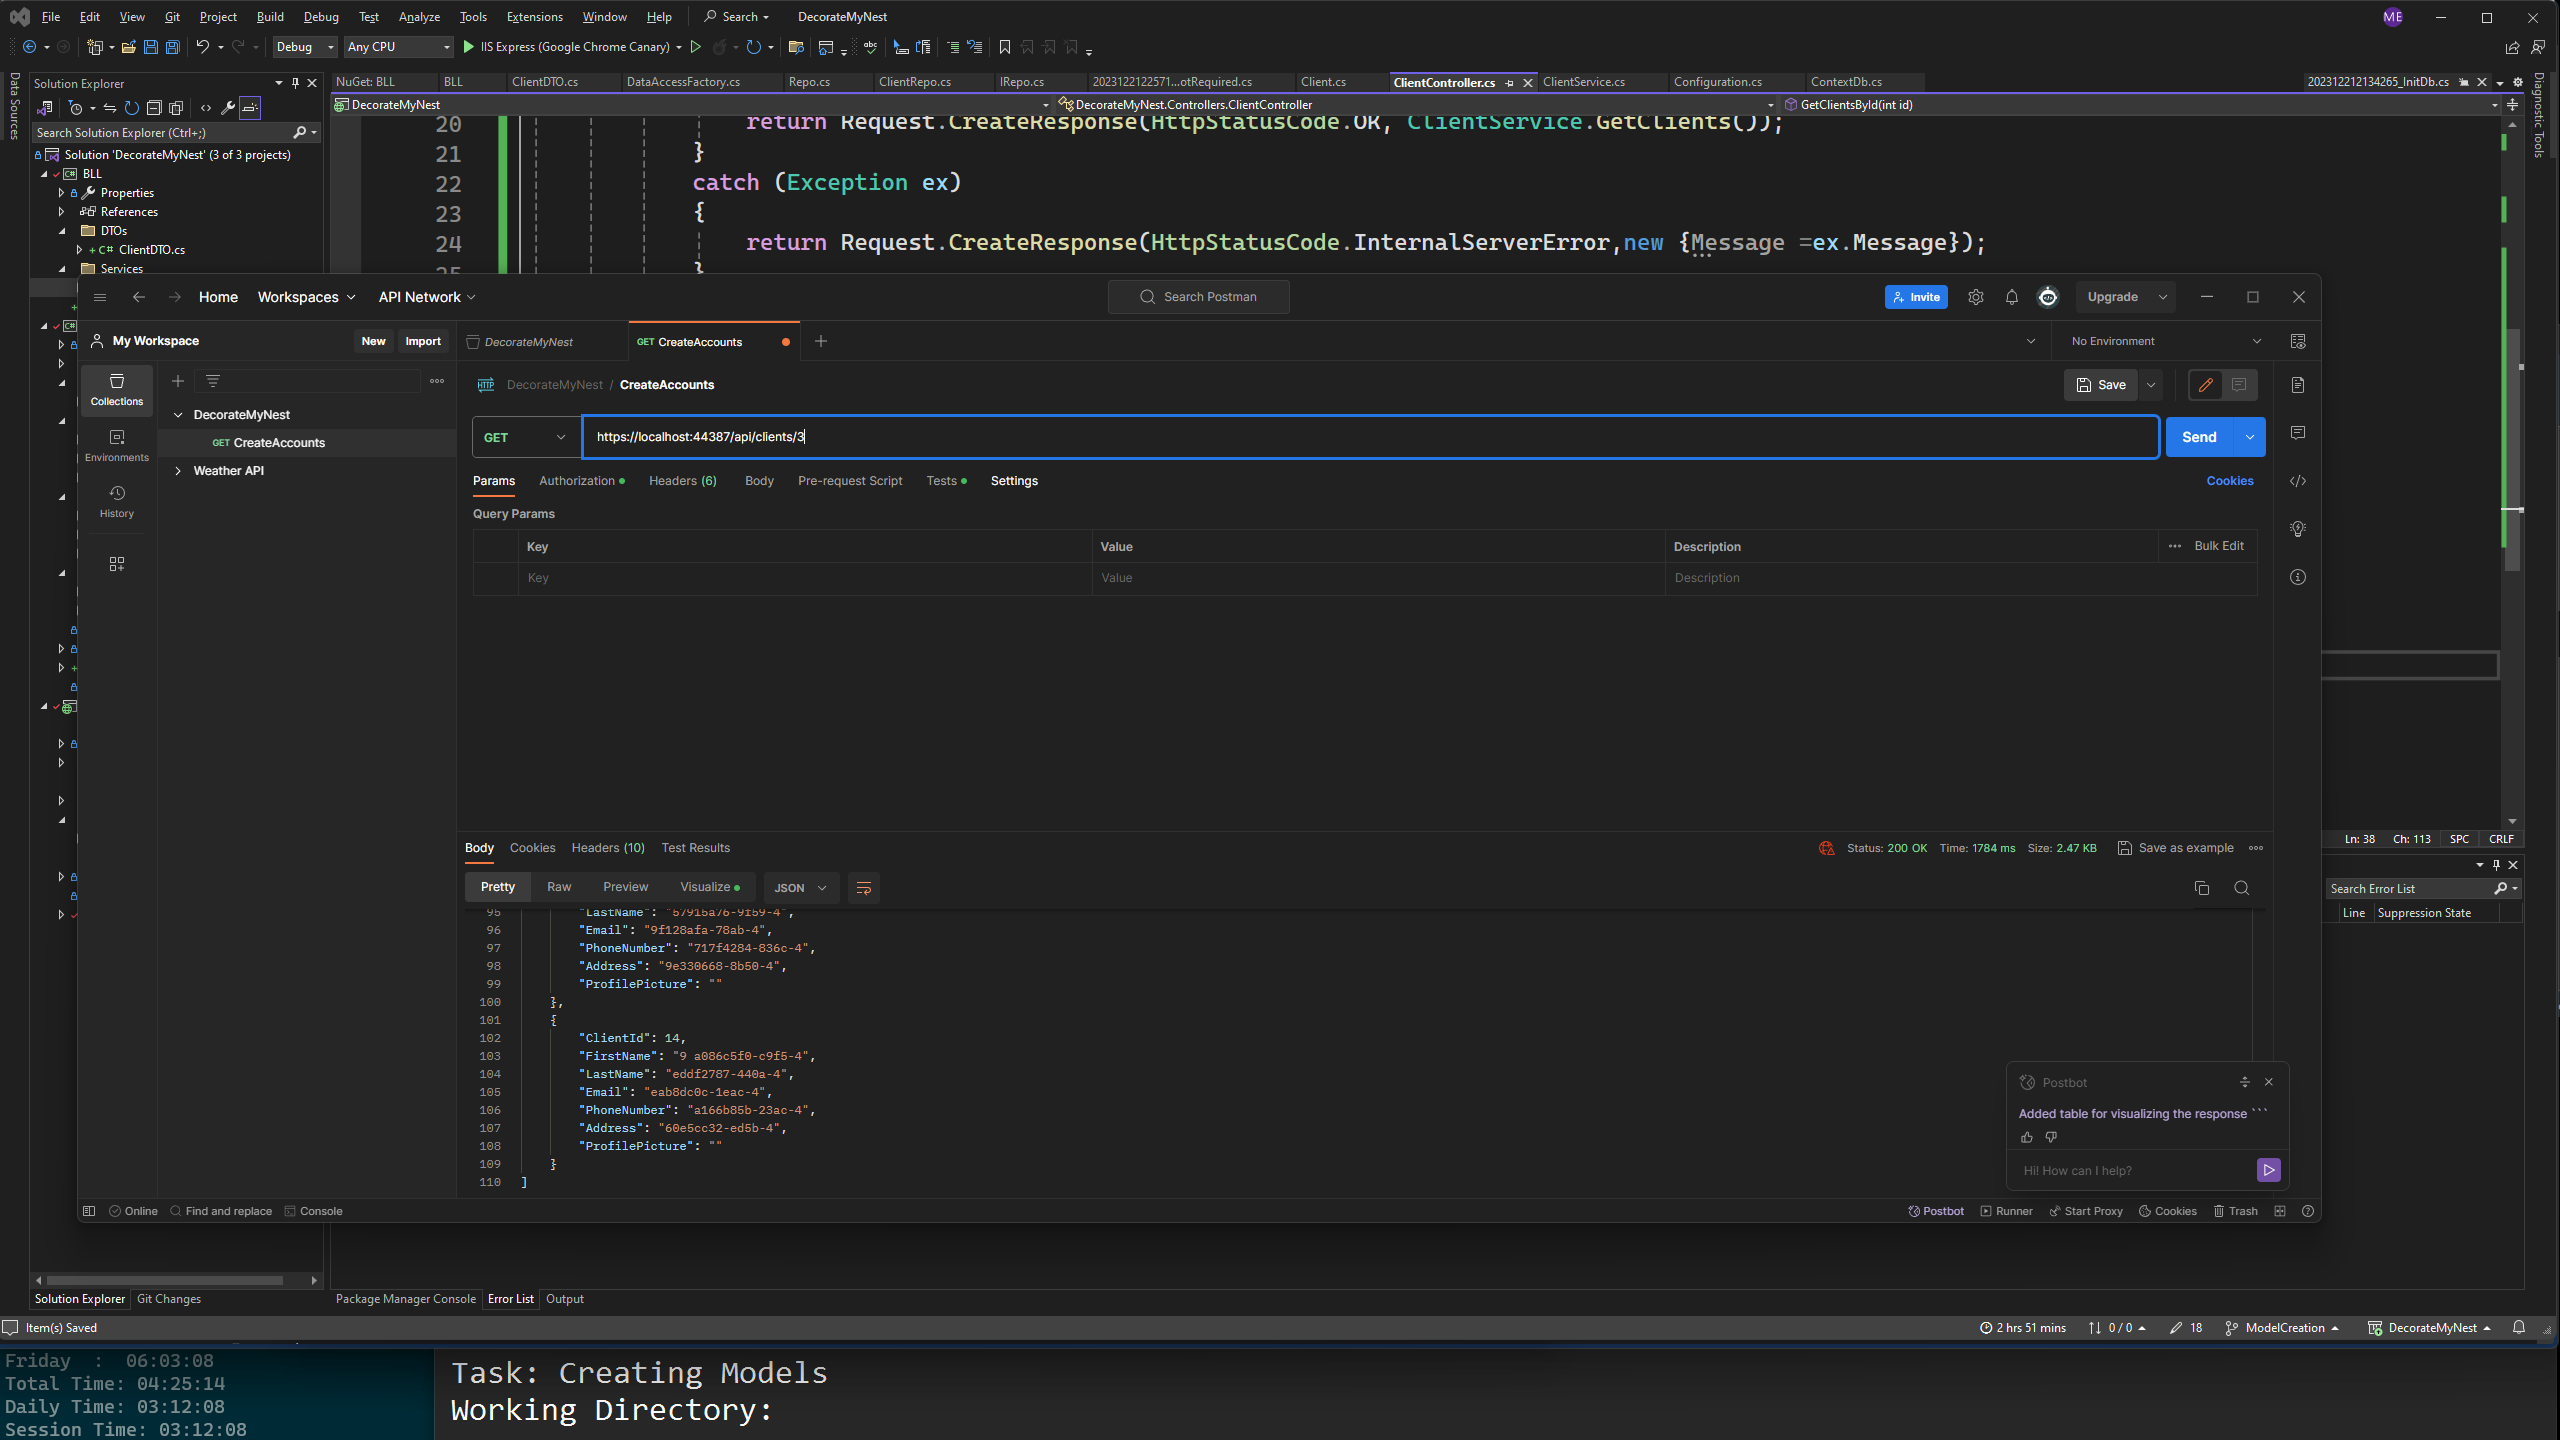 File Edit View Git Project Build Debug Test Analyze Tools Extensions Window Help Search DecorateMyNest ME
Debug Any CPU IIS Express (Google Chrome Canary)
Data Sources
Solution Explorer
Search Solution Explorer (Ctrl+;)
Solution 'DecorateMyNest' (3 of 3 projects)
BLL
Properties
References
DTOs
C# ClientDTO.cs
Services
NuGet: BLL BLL ClientDTO.cs DataAccessFactory.cs Repo.cs ClientRepo.cs IRepo.cs 2023122122571...otRequired.cs Client.cs ClientController.cs ClientService.cs Configuration.cs ContextDb.cs 202312212134265_InitDb.cs
Diagnostic Tools
DecorateMyNest DecorateMyNest.Controllers.ClientController GetClientsById(int id)
20 return Request.CreateResponse(HttpStatusCode.OK, ClientService.GetClients());
21 }
22 catch (Exception ex)
23 {
24 return Request.CreateResponse(HttpStatusCode.InternalServerError,new {Message =ex.Message});
25 }
Home Workspaces API Network Search Postman Invite Upgrade
My Workspace New Import
DecorateMyNest GET CreateAccounts No Environment
Collections
Environments
History
DecorateMyNest
GET CreateAccounts
Weather API
HTTP DecorateMyNest / CreateAccounts Save
GET https://localhost:44387/api/clients/3 Send
Params Authorization Headers (6) Body Pre-request Script Tests Settings Cookies
Query Params
Key Value Description Bulk Edit
Key Value Description
Body Cookies Headers (10) Test Results Status: 200 OK Time: 1784 ms Size: 2.47 KB Save as example
Pretty Raw Preview Visualize JSON
95 "LastName": "57915a76-9f59-4",
96 "Email": "9f128afa-78ab-4",
97 "PhoneNumber": "717f4284-836c-4",
98 "Address": "9e330668-8b50-4",
99 "ProfilePicture": ""
100 },
101 {
102 "ClientId": 14,
103 "FirstName": "9 a086c5f0-c9f5-4",
104 "LastName": "eddf2787-440a-4",
105 "Email": "eab8dc0c-1eac-4",
106 "PhoneNumber": "a166b85b-23ac-4",
107 "Address": "60e5cc32-ed5b-4",
108 "ProfilePicture": ""
109 }
110 ]
Postbot
Added table for visualizing the response ```
Hi! How can I help?
Online Find and replace Console Postbot Runner Start Proxy Cookies Trash
Ln: 38 Ch: 113 SPC CRLF
Search Error List
Line Suppression State
Solution Explorer Git Changes Package Manager Console Error List Output
Item(s) Saved 2 hrs 51 mins 0 / 0 18 ModelCreation DecorateMyNest
Friday : 06:03:08
Total Time: 04:25:14
Daily Time: 03:12:08
Session Time: 03:12:08
Task: Creating Models
Working Directory: